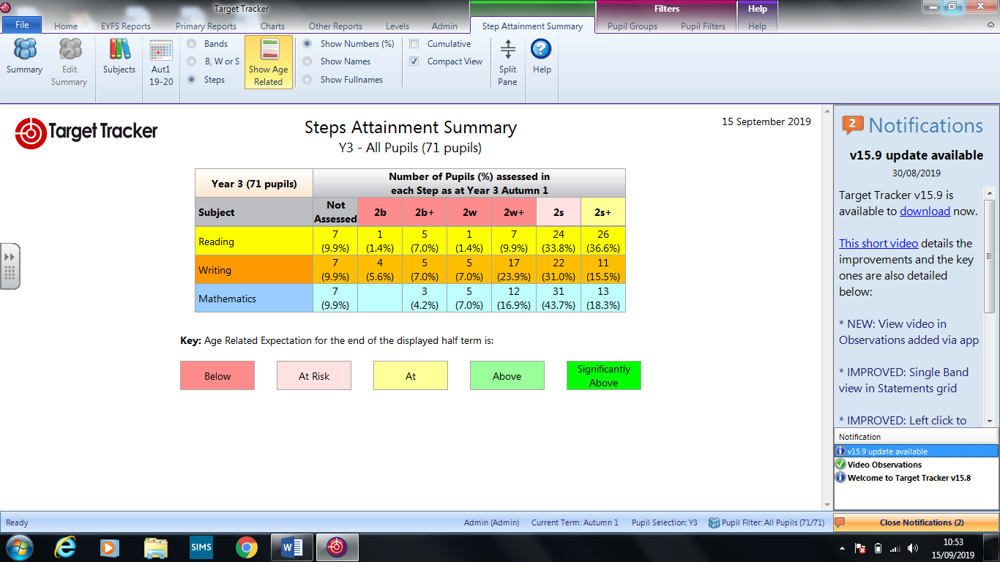 Target Tracker
Filters
Help
File Home EYFS Reports Primary Reports Charts Other Reports Levels Admin Step Attainment Summary Pupil Groups Pupil Filters Help
Summary
Edit
Summary
Subjects
Aut1
19-20
Bands
B, W or S
Steps
Show Age
Related
Show Numbers (%)
Show Names
Show Fullnames
Cumulative
Compact View
Split
Pane
Help
Target Tracker
Steps Attainment Summary
Y3 - All Pupils (71 pupils)
15 September 2019
Year 3 (71 pupils)
Number of Pupils (%) assessed in
each Step as at Year 3 Autumn 1
Subject Not Assessed 2b 2b+ 2w 2w+ 2s 2s+
Reading 7 1 5 1 7 24 26
(9.9%) (1.4%) (7.0%) (1.4%) (9.9%) (33.8%) (36.6%)
Writing 7 4 5 5 17 22 11
(9.9%) (5.6%) (7.0%) (7.0%) (23.9%) (31.0%) (15.5%)
Mathematics 7 3 5 12 31 13
(9.9%) (4.2%) (7.0%) (16.9%) (43.7%) (18.3%)
Key: Age Related Expectation for the end of the displayed half term is:
Below
At Risk
At
Above
Significantly
Above
2 Notifications
v15.9 update available
30/08/2019
Target Tracker v15.9 is
available to download now.
This short video details the
improvements and the key
ones are also detailed
below:
* NEW: View video in
Observations added via app
* IMPROVED: Single Band
view in Statements grid
* IMPROVED: Left click to
Notification
v15.9 update available
Video Observations
Welcome to Target Tracker v15.8
Ready
Admin (Admin) Current Term: Autumn 1 Pupil Selection: Y3 Pupil Filter: All Pupils (71/71)
Close Notifications (2)
SIMS
W
10:53
15/09/2019